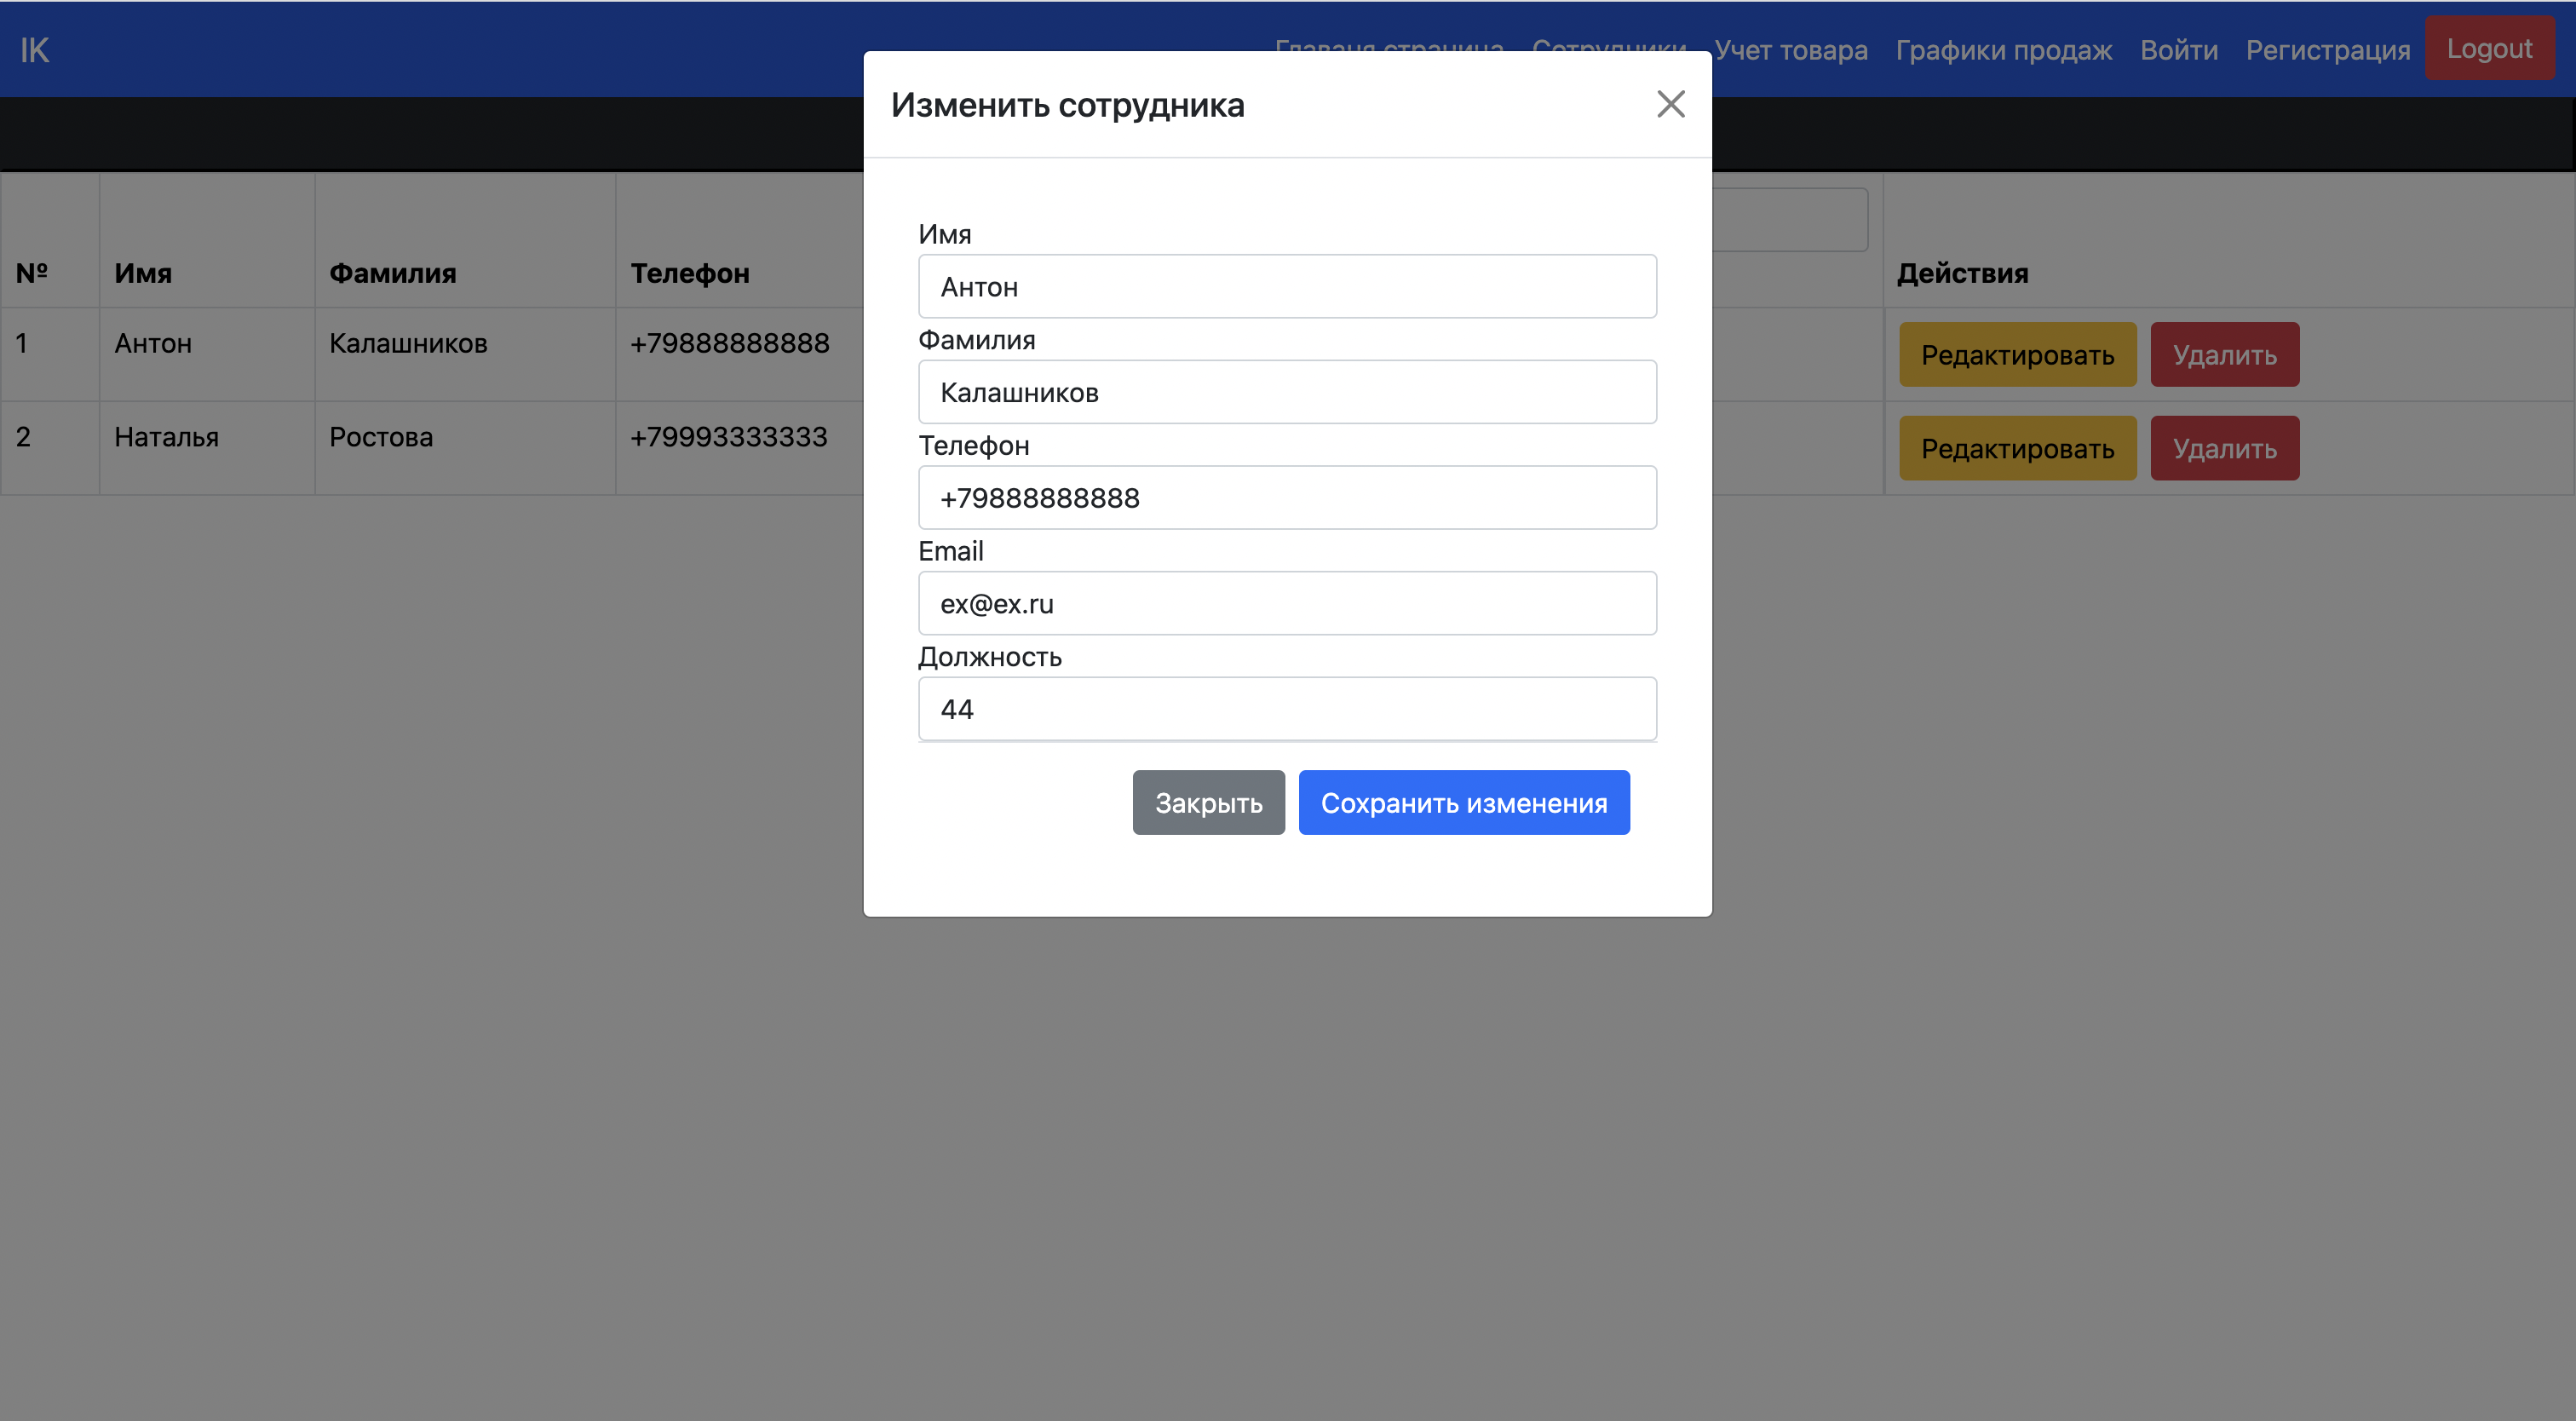 IK
Главаня страница Сотрудники Учет товара Графики продаж Войти Регистрация Logout
Изменить сотрудника
№ Имя Фамилия Телефон Действия
1 Антон Калашников +79888888888 Редактировать Удалить
2 Наталья Ростова +79993333333 Редактировать Удалить
Имя
Антон
Фамилия
Калашников
Телефон
+79888888888
Email
ex@ex.ru
Должность
44
Закрыть Сохранить изменения